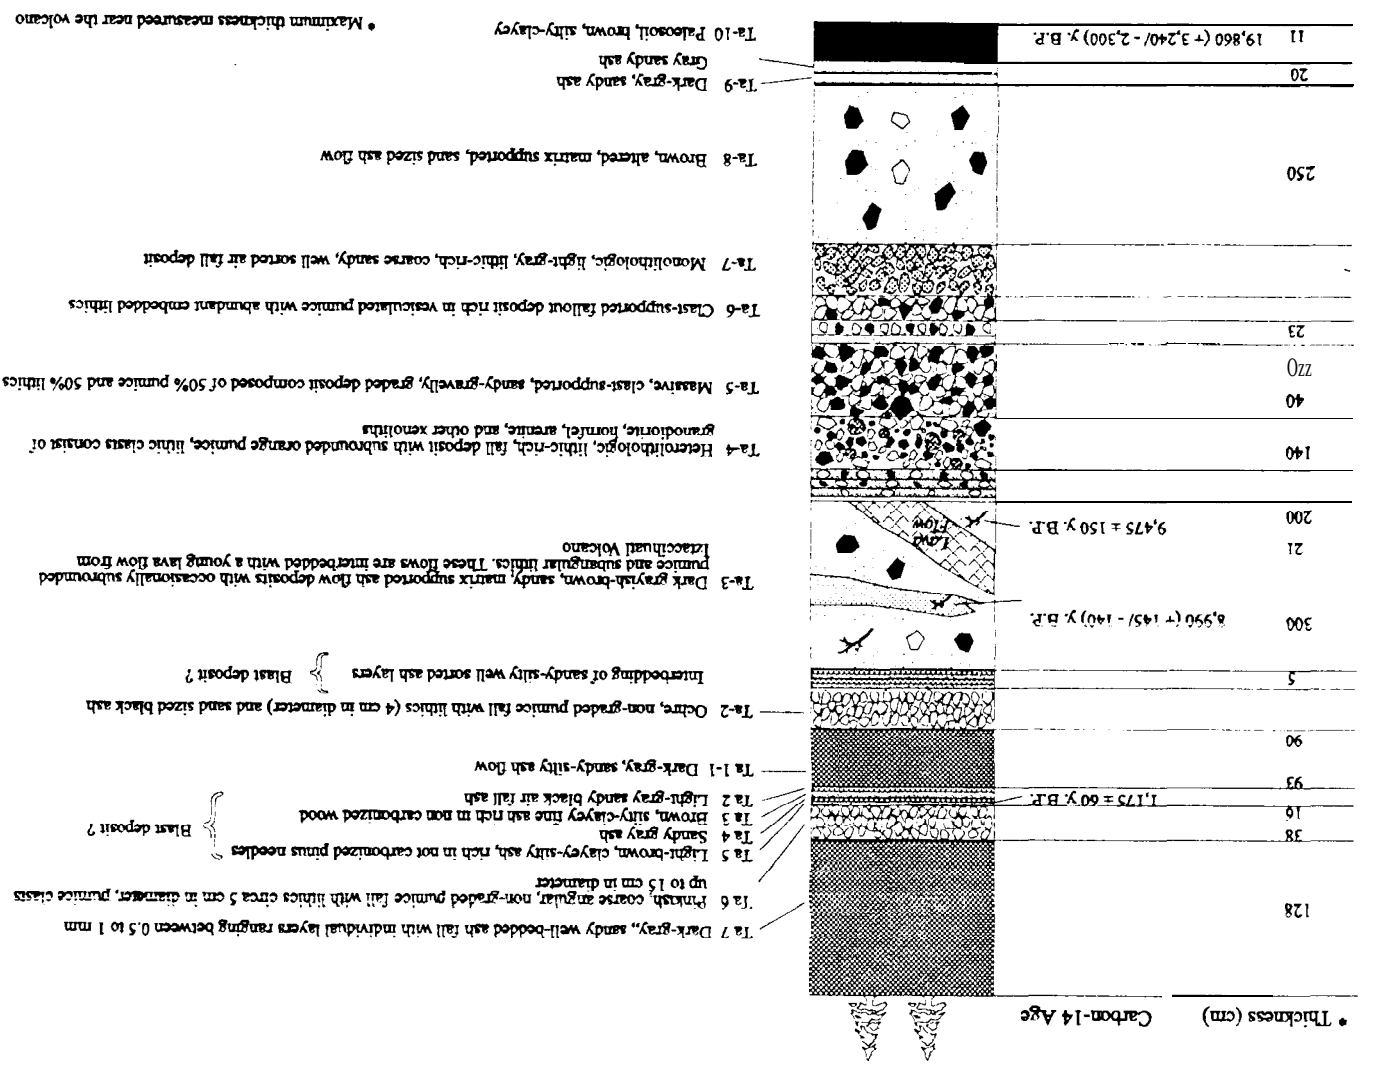 * Thickness (cm)
Carbon-14 Age
128
Ta 7 Dark-gray,, sandy well-bedded ash fall with individual layers ranging between 0.5 to 1 mm
Ta 6 Pinkish, coarse angular, non-graded pumice fall with lithics circa 5 cm in diameter, pumice clasts
up to 15 cm in diameter
Ta 5 Light-brown, clayey-silty ash, rich in not carbonized pinus needles
Ta 4 Sandy gray ash
Ta 3 Brown, silty-clayey fine ash rich in non carbonized wood
Ta 2 Light-gray sandy black air fall ash
Blast deposit ?
38
16
1,175 ± 60 y. B.P.
93
Ta 1-1 Dark-gray, sandy-silty ash flow
90
Ta-2 Ochre, non-graded pumice fall with lithics (4 cm in diameter) and sand sized black ash
5
Interbedding of sandy-silty well sorted ash layers
Blast deposit ?
300
8,990 (+ 145/ - 140) y. B.P.
Ta-3 Dark grayish-brown, sandy, matrix supported ash flow deposits with occasionally subrounded
pumice and subangular lithics. These flows are interbedded with a young lava flow from
Iztaccihuatl Volcano
21
200
9,475 ± 150 y. B.P.
Lava
Flow
140
Ta-4 Heterolithologic, lithic-rich, fall deposit with subrounded orange pumice, lithic clasts consist of
granodiorite, hornfel, arenite, and other xenoliths
40
Ta-5 Massive, clast-supported, sandy-gravelly, graded deposit composed of 50% pumice and 50% lithics
23
Ta-6 Clast-supported fallout deposit rich in vesiculated pumice with abundant embedded lithics
Ta-7 Monolithologic, light-gray, lithic-rich, coarse sandy, well sorted air fall deposit
250
Ta-8 Brown, altered, matrix supported, sand sized ash flow
20
Ta-9 Dark-gray, sandy ash
Gray sandy ash
11
19,860 (+ 3,240/ - 2,300) y. B.P.
Ta-10 Paleosoil, brown, silty-clayey
* Maximum thickness measureed near the volcano